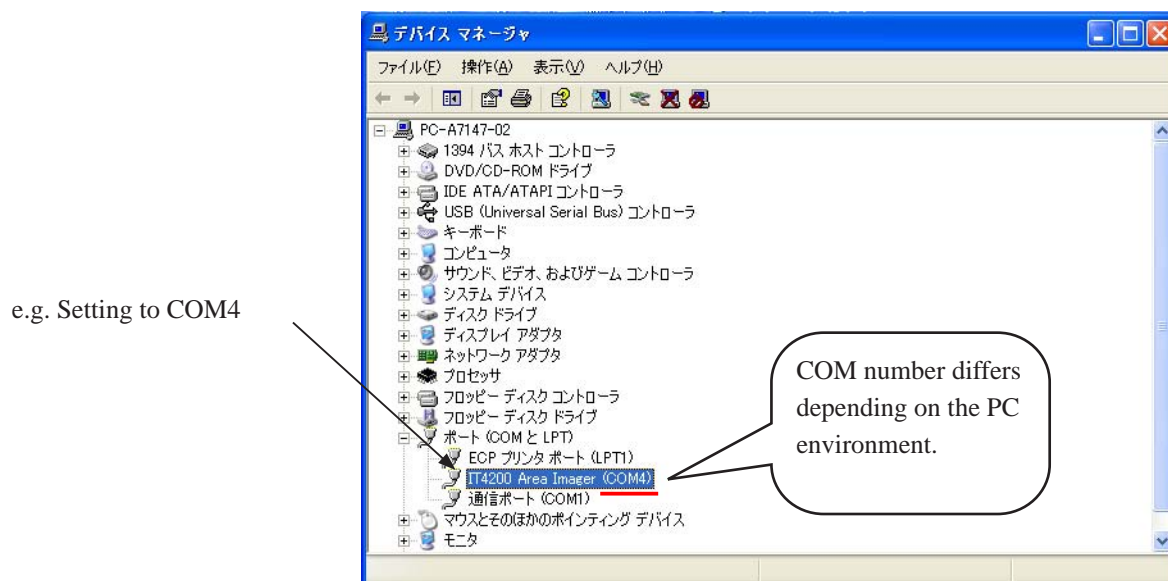 デバイス マネージャ
ファイル(F) 操作(A) 表示(V) ヘルプ(H)
PC-A7147-02
1394 バス ホスト コントローラ
DVD/CD-ROM ドライブ
IDE ATA/ATAPI コントローラ
USB (Universal Serial Bus) コントローラ
キーボード
コンピュータ
サウンド、ビデオ、およびゲーム コントローラ
システム デバイス
e.g. Setting to COM4
ディスク ドライブ
ディスプレイ アダプタ
ネットワーク アダプタ
プロセッサ
フロッピー ディスク コントローラ
フロッピー ディスク ドライブ
ポート (COM と LPT)
ECP プリンタ ポート (LPT1)
IT4200 Area Imager (COM4)
通信ポート (COM1)
マウスとそのほかのポインティング デバイス
モニタ
COM number differs
depending on the PC
environment.